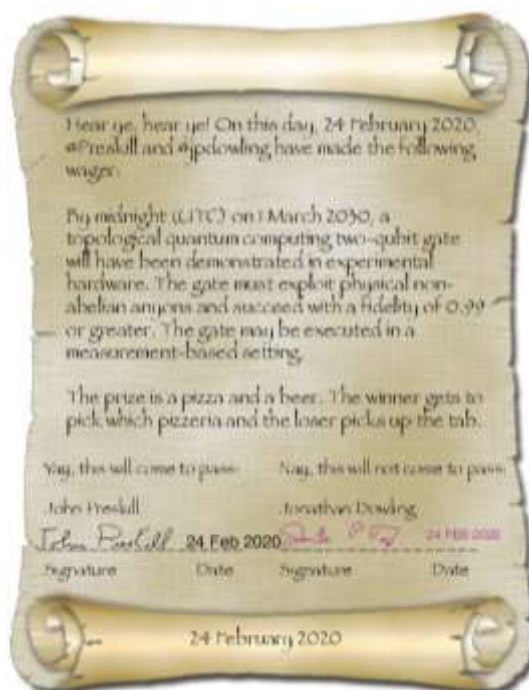 Hear ye, hear ye! On this day, 24 February 2020,
@Preskill and @jpdowling have made the following
wager:
By midnight (UTC) on 1 March 2030, a
topological quantum computing two-qubit gate
will have been demonstrated in experimental
hardware. The gate must exploit physical non-
abelian anyons and succeed with a fidelity of 0.99
or greater. The gate may be executed in a
measurement-based setting.
The prize is a pizza and a beer. The winner gets to
pick which pizzeria and the loser picks up the tab.
Yay, this will come to pass: Nay, this will not come to pass:
John Preskill Jonathan Dowling
John Preskill 24 Feb 2020 24 FEB 2020
Signature Date Signature Date
24 February 2020